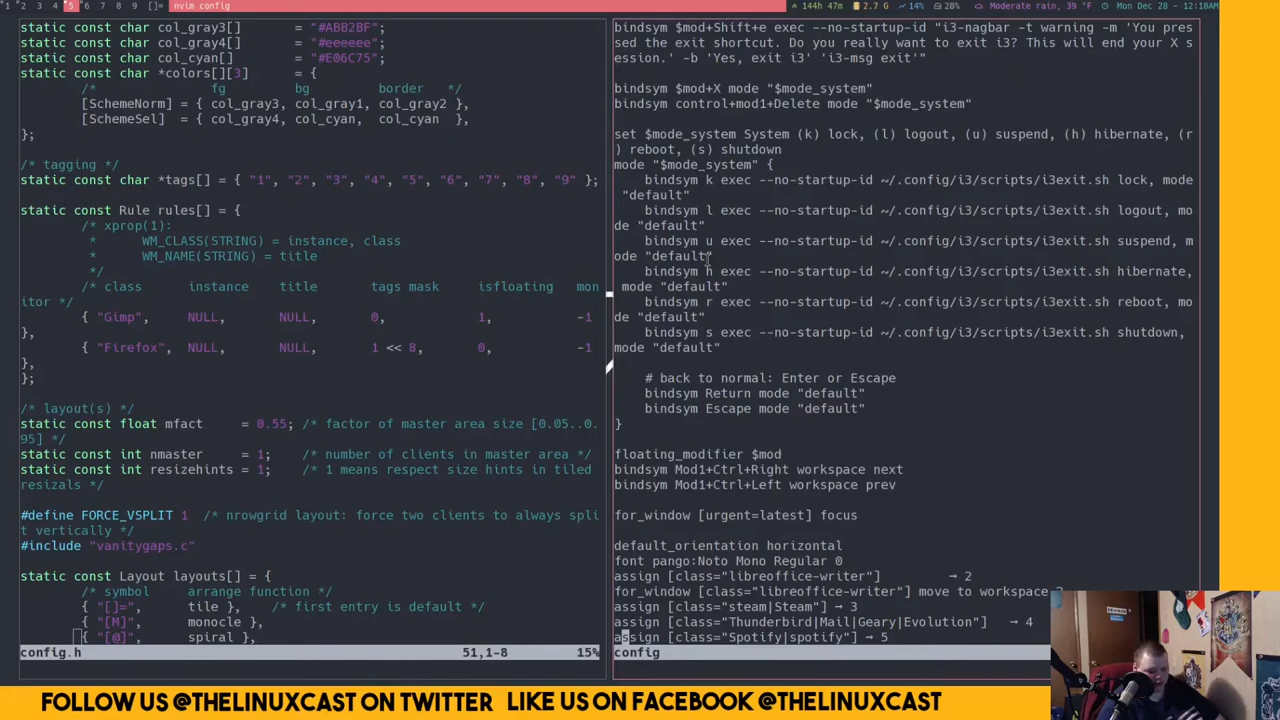 1 2 3 4 5 6 7 8 9 []= nvim config 144h 47m 2.7 G 14% 28% Moderate rain, 39 °F Mon Dec 28 - 12:18AM
static const char col_gray3[] = "#ABB2BF";
static const char col_gray4[] = "#eeeeee";
static const char col_cyan[] = "#E06C75";
static const char *colors[][3] = {
/* fg bg border */
[SchemeNorm] = { col_gray3, col_gray1, col_gray2 },
[SchemeSel] = { col_gray4, col_cyan, col_cyan },
};
/* tagging */
static const char *tags[] = { "1", "2", "3", "4", "5", "6", "7", "8", "9" };
static const Rule rules[] = {
/* xprop(1):
* WM_CLASS(STRING) = instance, class
* WM_NAME(STRING) = title
*/
/* class instance title tags mask isfloating mon
itor */
{ "Gimp", NULL, NULL, 0, 1, -1
},
{ "Firefox", NULL, NULL, 1 << 8, 0, -1
},
};
/* layout(s) */
static const float mfact = 0.55; /* factor of master area size [0.05..0.
95] */
static const int nmaster = 1; /* number of clients in master area */
static const int resizehints = 1; /* 1 means respect size hints in tiled
resizals */
#define FORCE_VSPLIT 1 /* nrowgrid layout: force two clients to always spli
t vertically */
#include "vanitygaps.c"
static const Layout layouts[] = {
/* symbol arrange function */
{ "[]=", tile }, /* first entry is default */
{ "[M]", monocle },
{ "[@]", spiral },
config.h 51,1-8 15%
bindsym $mod+Shift+e exec --no-startup-id "i3-nagbar -t warning -m 'You pres
sed the exit shortcut. Do you really want to exit i3? This will end your X s
ession.' -b 'Yes, exit i3' 'i3-msg exit'"
bindsym $mod+X mode "$mode_system"
bindsym control+mod1+Delete mode "$mode_system"
set $mode_system System (k) lock, (l) logout, (u) suspend, (h) hibernate, (r
) reboot, (s) shutdown
mode "$mode_system" {
bindsym k exec --no-startup-id ~/.config/i3/scripts/i3exit.sh lock, mode
"default"
bindsym l exec --no-startup-id ~/.config/i3/scripts/i3exit.sh logout, mo
de "default"
bindsym u exec --no-startup-id ~/.config/i3/scripts/i3exit.sh suspend, m
ode "default"
bindsym h exec --no-startup-id ~/.config/i3/scripts/i3exit.sh hibernate,
mode "default"
bindsym r exec --no-startup-id ~/.config/i3/scripts/i3exit.sh reboot, mo
de "default"
bindsym s exec --no-startup-id ~/.config/i3/scripts/i3exit.sh shutdown,
mode "default"
# back to normal: Enter or Escape
bindsym Return mode "default"
bindsym Escape mode "default"
}
floating_modifier $mod
bindsym Mod1+Ctrl+Right workspace next
bindsym Mod1+Ctrl+Left workspace prev
for_window [urgent=latest] focus
default_orientation horizontal
font pango:Noto Mono Regular 0
assign [class="libreoffice-writer"] → 2
for_window [class="libreoffice-writer"] move to workspace
assign [class="steam|Steam"] → 3
assign [class="Thunderbird|Mail|Geary|Evolution"] → 4
assign [class="Spotify|spotify"] → 5
config
FOLLOW US @THELINUXCAST ON TWITTER LIKE US ON FACEBOOK @THELINUXCAST